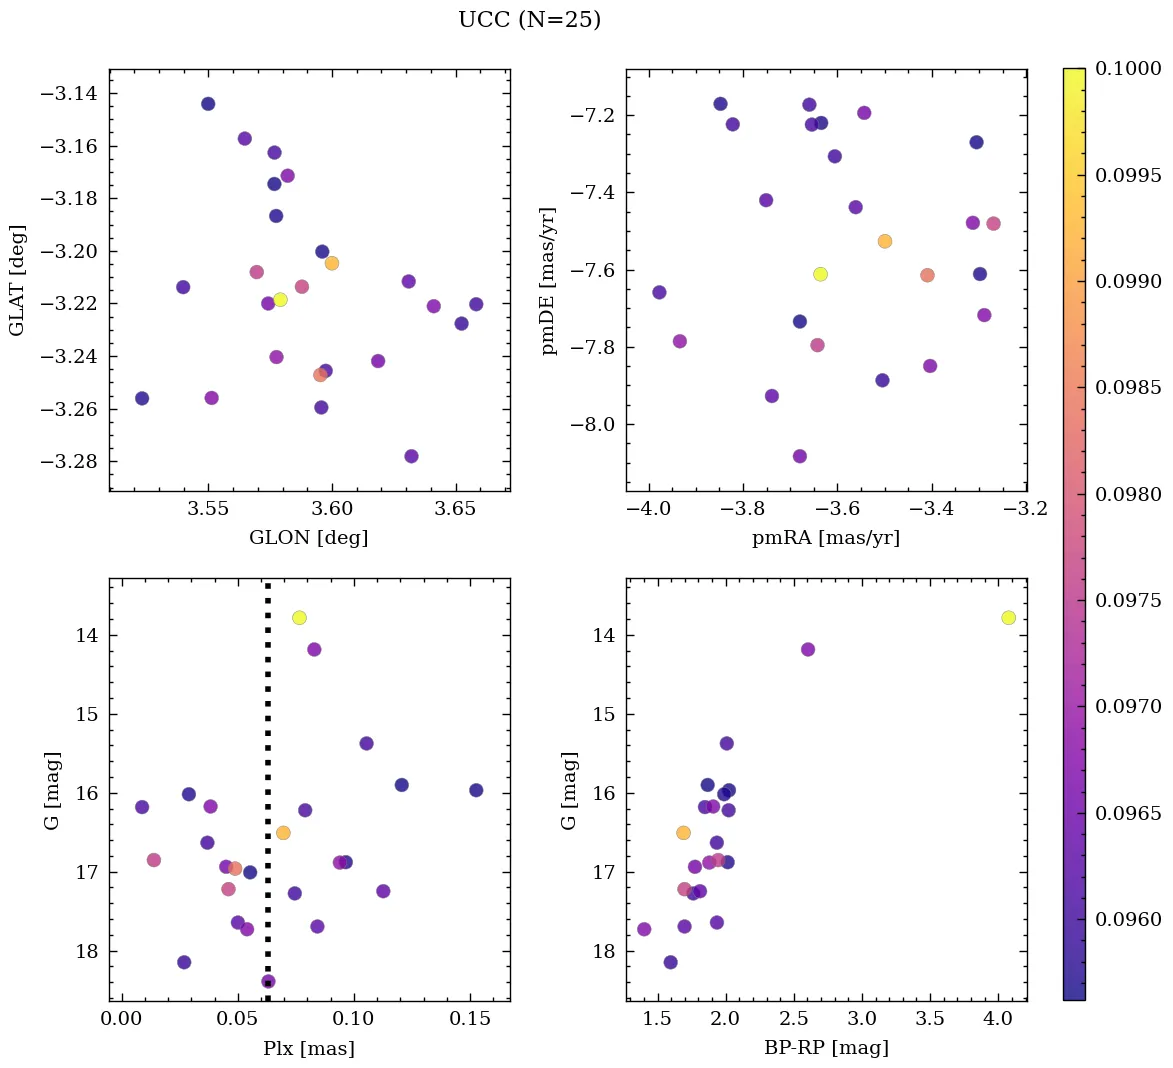 UCC (N=25)
−3.14
−3.16
−3.18
−3.20
−3.22
−3.24
−3.26
−3.28
GLAT [deg]
3.55 3.60 3.65
GLON [deg]
−7.2
−7.4
−7.6
−7.8
−8.0
pmDE [mas/yr]
−4.0 −3.8 −3.6 −3.4 −3.2
pmRA [mas/yr]
14
15
16
17
18
G [mag]
0.00 0.05 0.10 0.15
Plx [mas]
14
15
16
17
18
G [mag]
1.5 2.0 2.5 3.0 3.5 4.0
BP-RP [mag]
0.1000
0.0995
0.0990
0.0985
0.0980
0.0975
0.0970
0.0965
0.0960